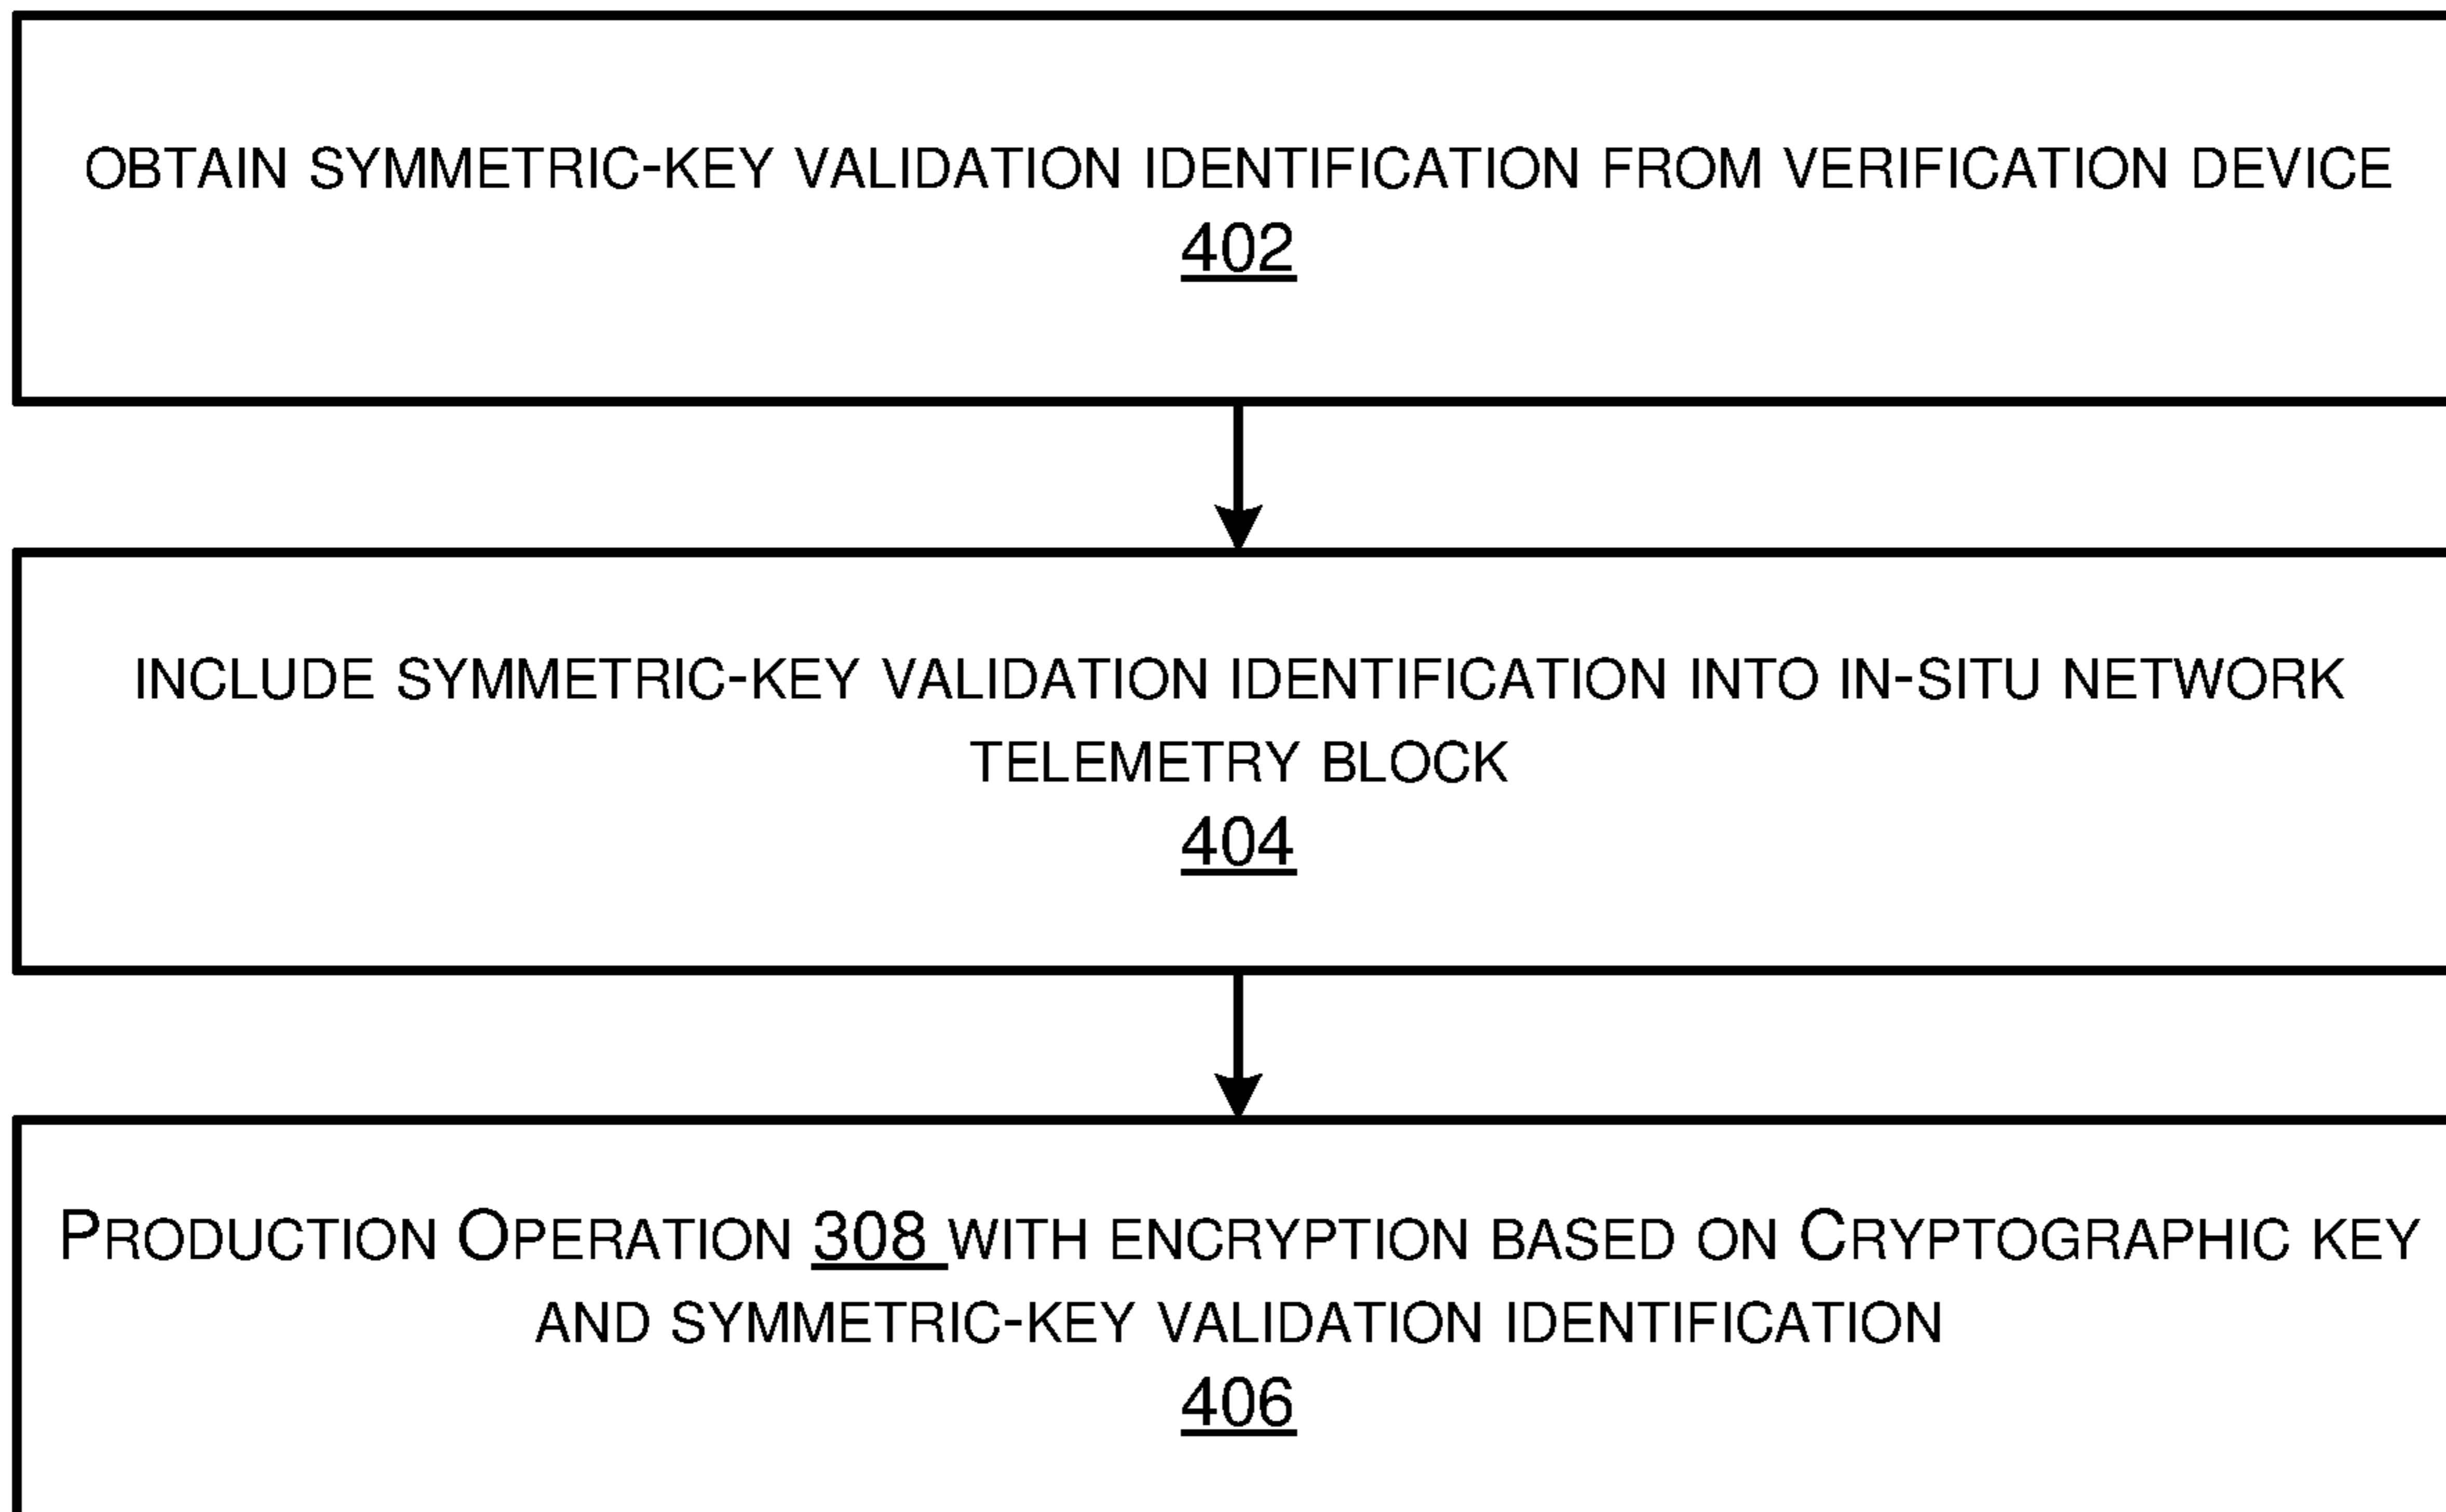 OBTAIN SYMMETRIC-KEY VALIDATION IDENTIFICATION FROM VERIFICATION DEVICE
402
INCLUDE SYMMETRIC-KEY VALIDATION IDENTIFICATION INTO IN-SITU NETWORK
TELEMETRY BLOCK
404
PRODUCTION OPERATION 308 WITH ENCRYPTION BASED ON CRYPTOGRAPHIC KEY
AND SYMMETRIC-KEY VALIDATION IDENTIFICATION
406